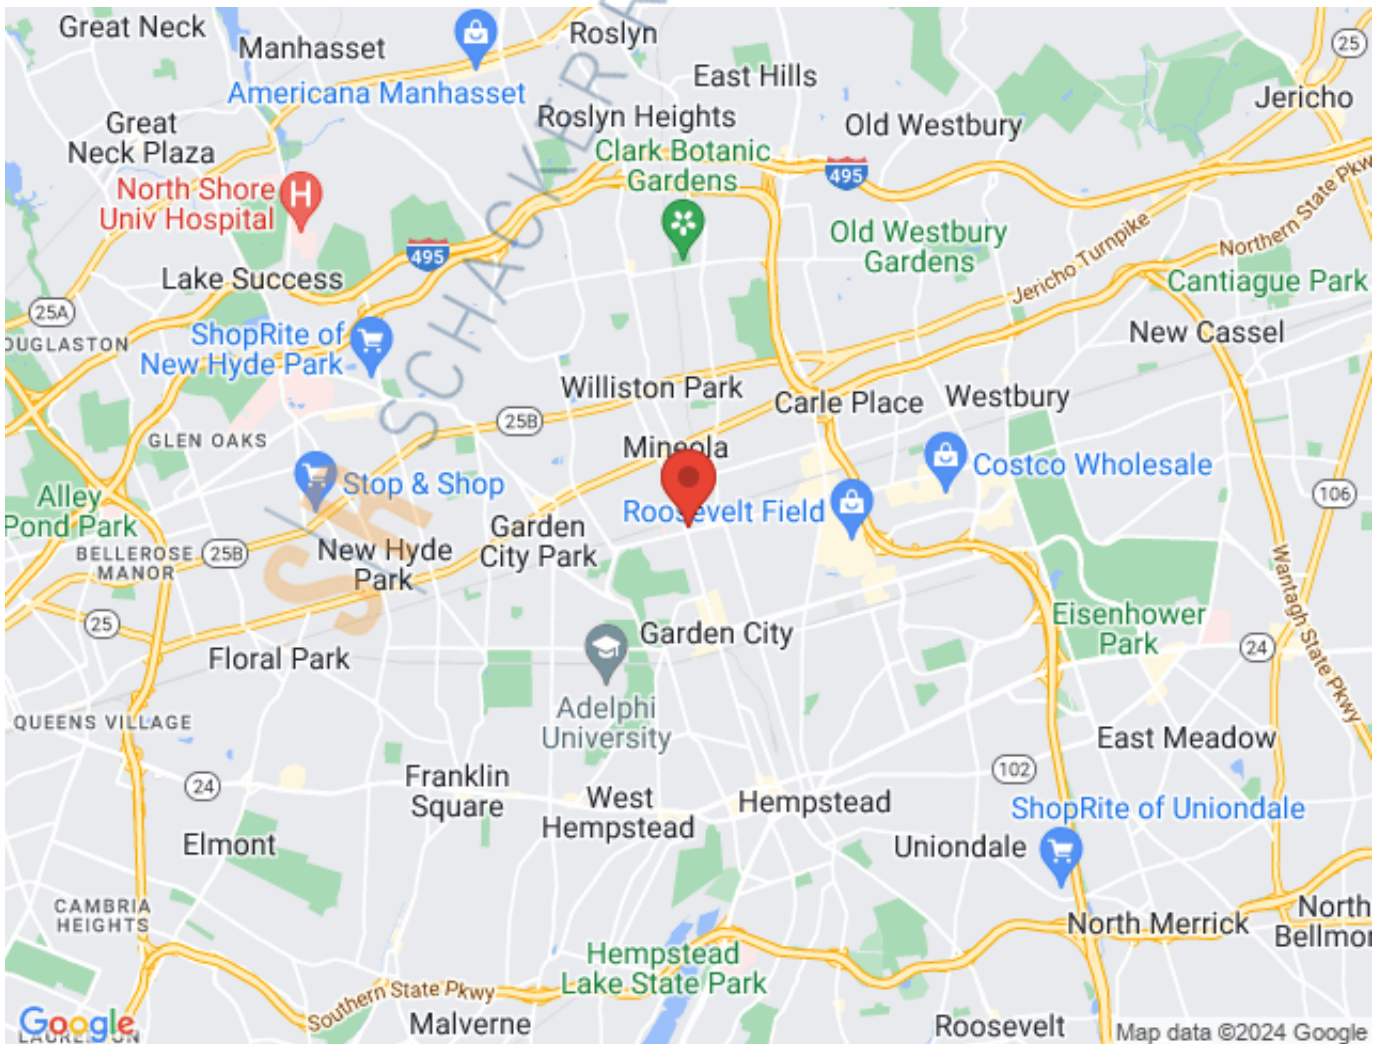 Great Neck
Manhasset
Roslyn
25
Americana Manhasset
East Hills
Jericho
Great
Neck Plaza
Roslyn Heights
Old Westbury
Clark Botanic
Gardens
495
North Shore
Univ Hospital
H
495
Old Westbury
Gardens
Jericho Turnpike
Northern State Pkw
Lake Success
Cantiague Park
25A
OUGLASTON
ShopRite of
New Hyde Park
New Cassel
Williston Park
Carle Place
Westbury
25B
GLEN OAKS
Mineola
Costco Wholesale
Stop & Shop
Roosevelt Field
106
Alley
Pond Park
Garden
City Park
BELLEROSE
MANOR
25B
New Hyde
Park
Wantagh State Pkwy
25
Eisenhower
Park
Garden City
24
Floral Park
Adelphi
University
QUEENS VILLAGE
East Meadow
102
24
Franklin
Square
West
Hempstead
Hempstead
ShopRite of Uniondale
Elmont
Uniondale
CAMBRIA
HEIGHTS
North Merrick
North
Bellmor
Hempstead
Lake State Park
Southern State Pkwy
Malverne
Roosevelt
Google
Map data ©2024 Google
SCHACKER R